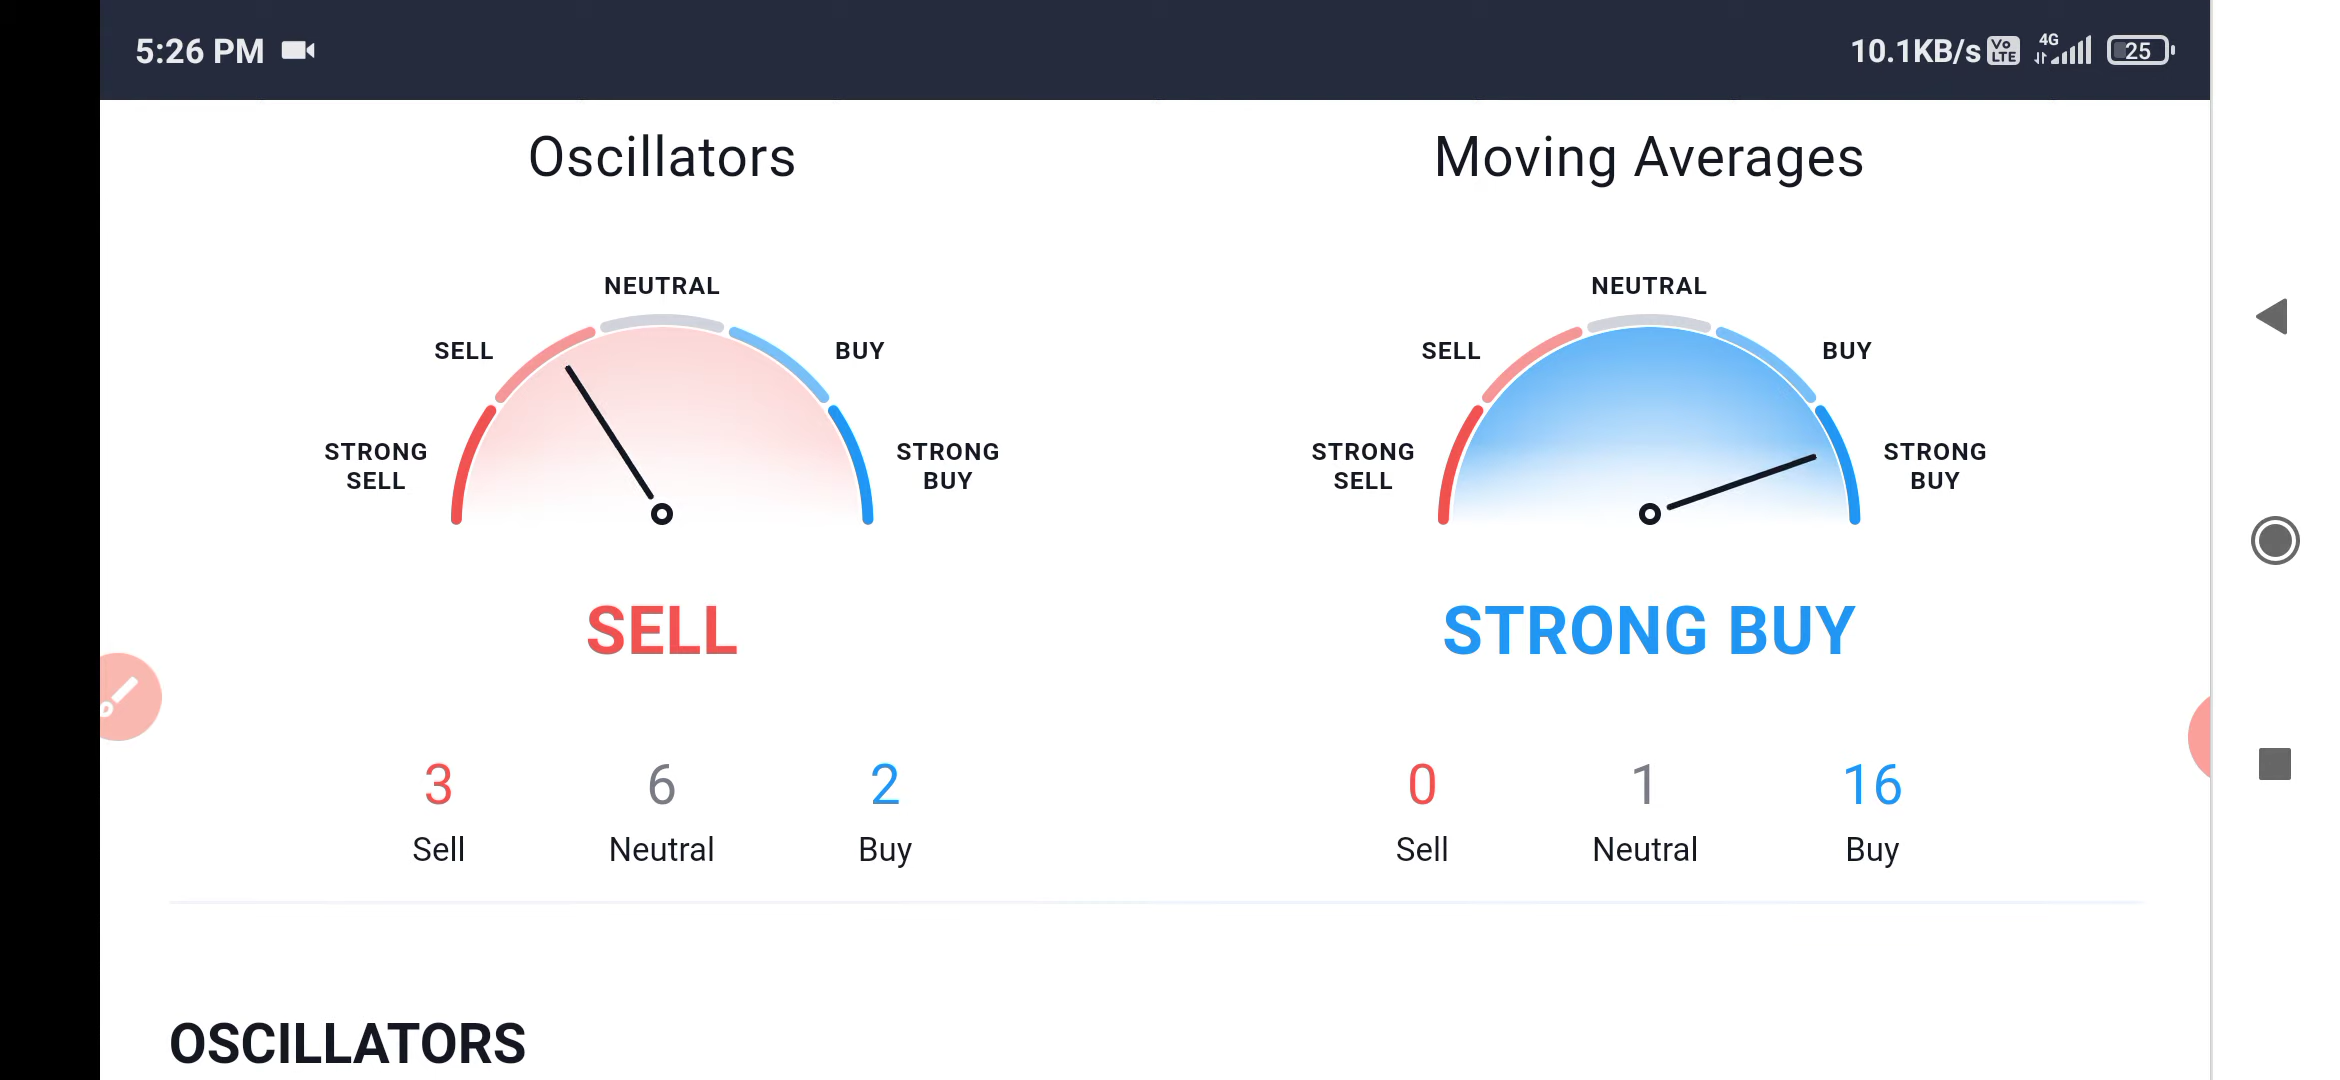 5:26 PM
10.1KB/s Vo LTE 4G 25
Oscillators
Moving Averages
NEUTRAL
SELL
BUY
STRONG SELL
STRONG BUY
NEUTRAL
SELL
BUY
STRONG SELL
STRONG BUY
SELL
STRONG BUY
3 6 2
Sell Neutral Buy
0 1 16
Sell Neutral Buy
OSCILLATORS